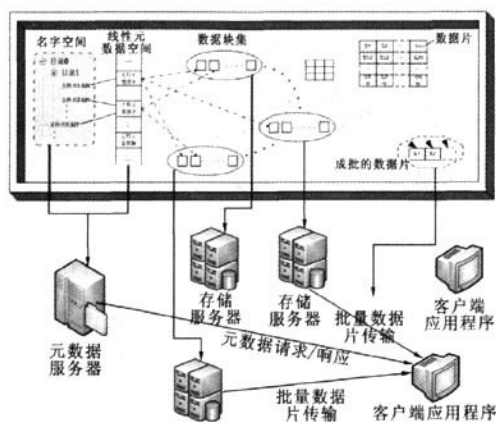 名字空间
线性元
数据空间
数据块集
数据片
成批的数据片
存储
服务器
存储
服务器
元数据
服务器
元数据请求/响应
批量数据
片传输
批量数据
片传输
客户端
应用程序
客户端应用程序